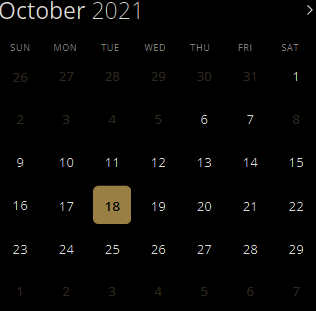 October 2021
SUN MON TUE WED THU FRI SAT
26 27 28 29 30 31 1
2 3 4 5 6 7 8
9 10 11 12 13 14 15
16 17 18 19 20 21 22
23 24 25 26 27 28 29
1 2 3 4 5 6 7